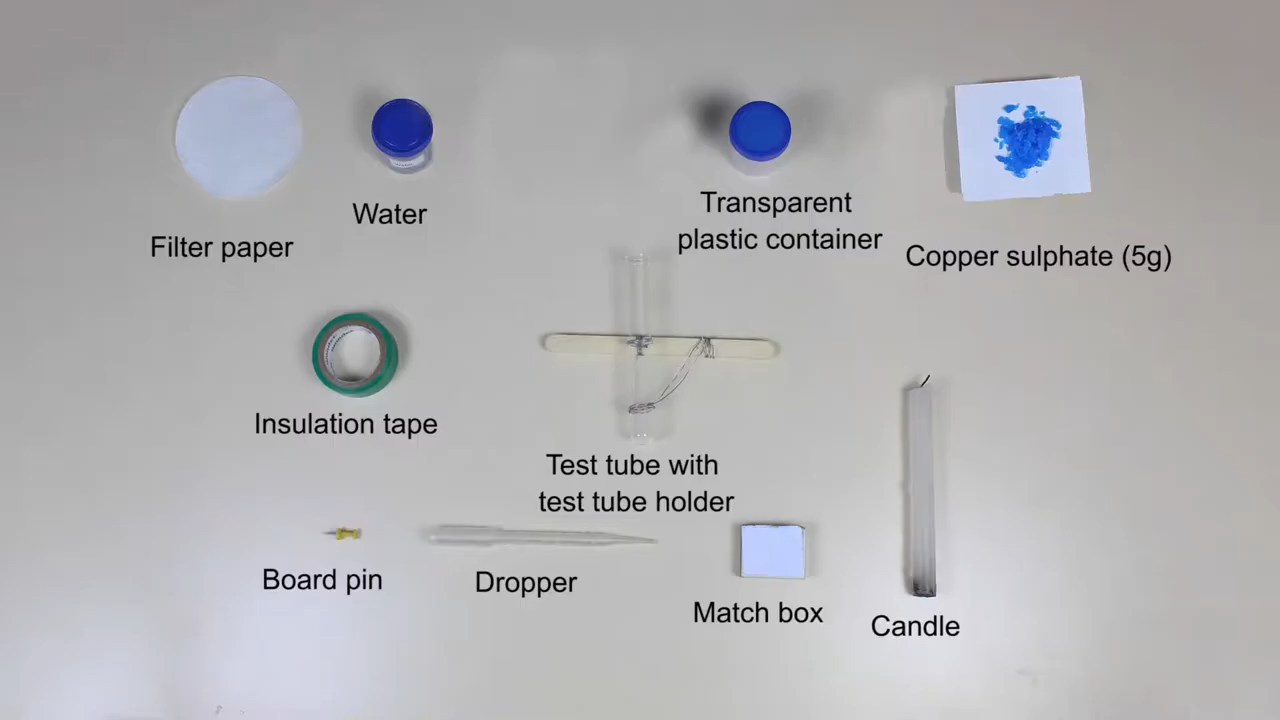 Filter paper
Water
Transparent
plastic container
Copper sulphate (5g)
Insulation tape
Test tube with
test tube holder
Board pin
Dropper
Match box
Candle